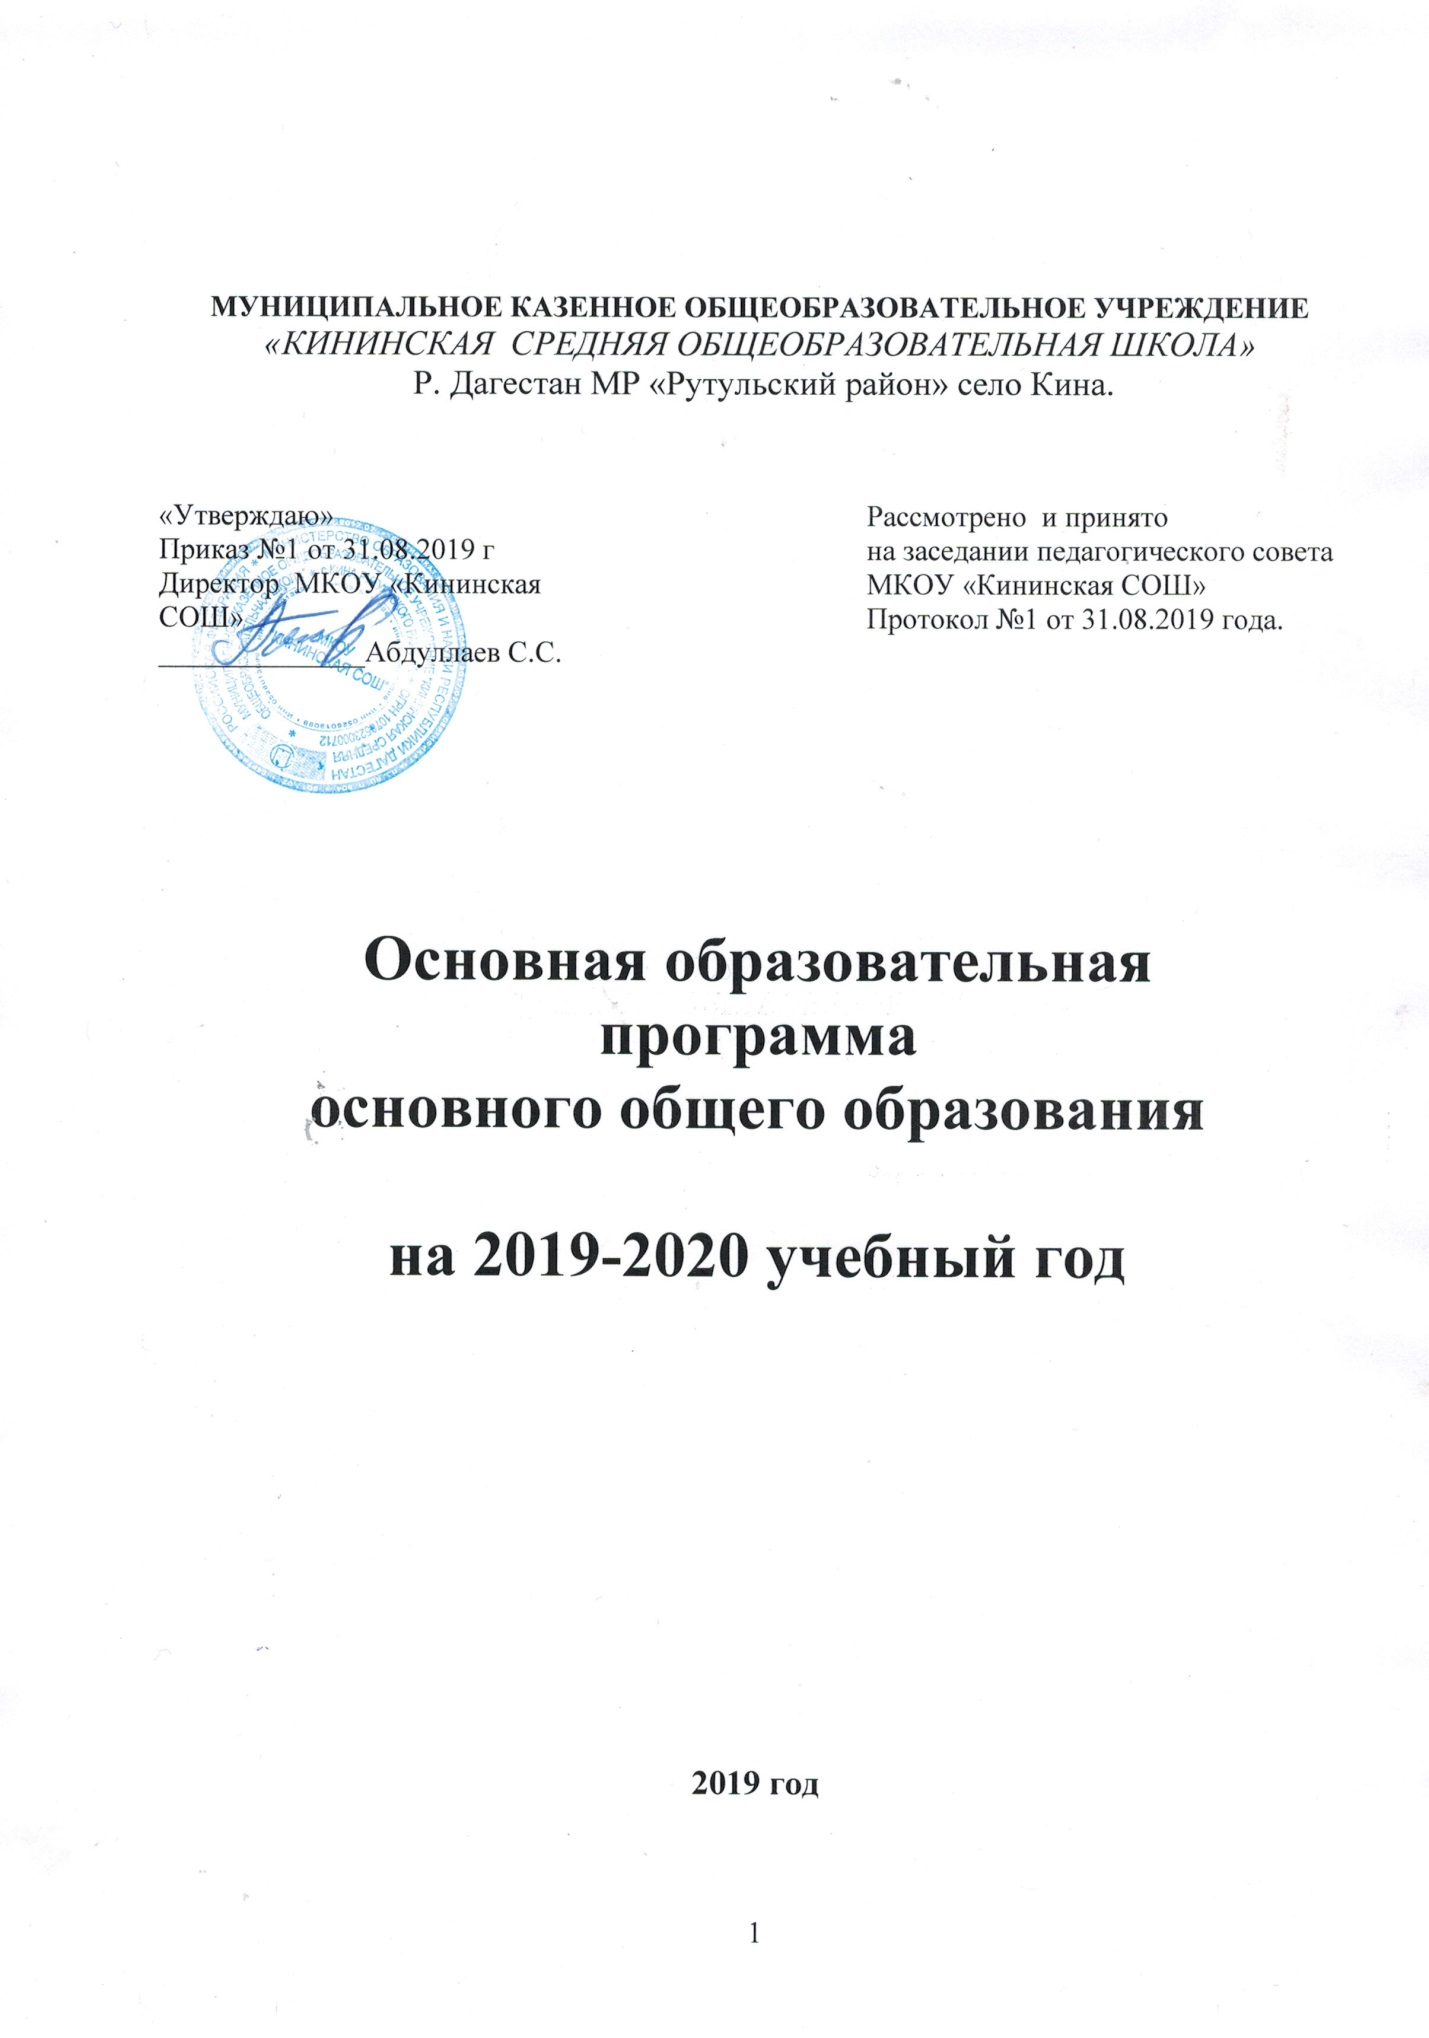 МУНИЦИПАЛЬНОЕ КАЗЕННОЕ ОБЩЕОБРАЗОВАТЕЛЬНОЕ УЧРЕЖДЕНИЕ
«КИНИНСКАЯ СРЕДНЯЯ ОБЩЕОБРАЗОВАТЕЛЬНАЯ ШКОЛА»
Р. Дагестан МР «Рутульский район» село Кина.
«Утверждаю»
Приказ №1 от 31.08.2019 г
Директор МКОУ «Кининская
СОШ»
Абдуллаев С.С.
Рассмотрено и принято
на заседании педагогического совета
МКОУ «Кининская СОШ»
Протокол №1 от 31.08.2019 года.
Основная образовательная
программа
основного общего образования
на 2019-2020 учебный год
2019 год
1